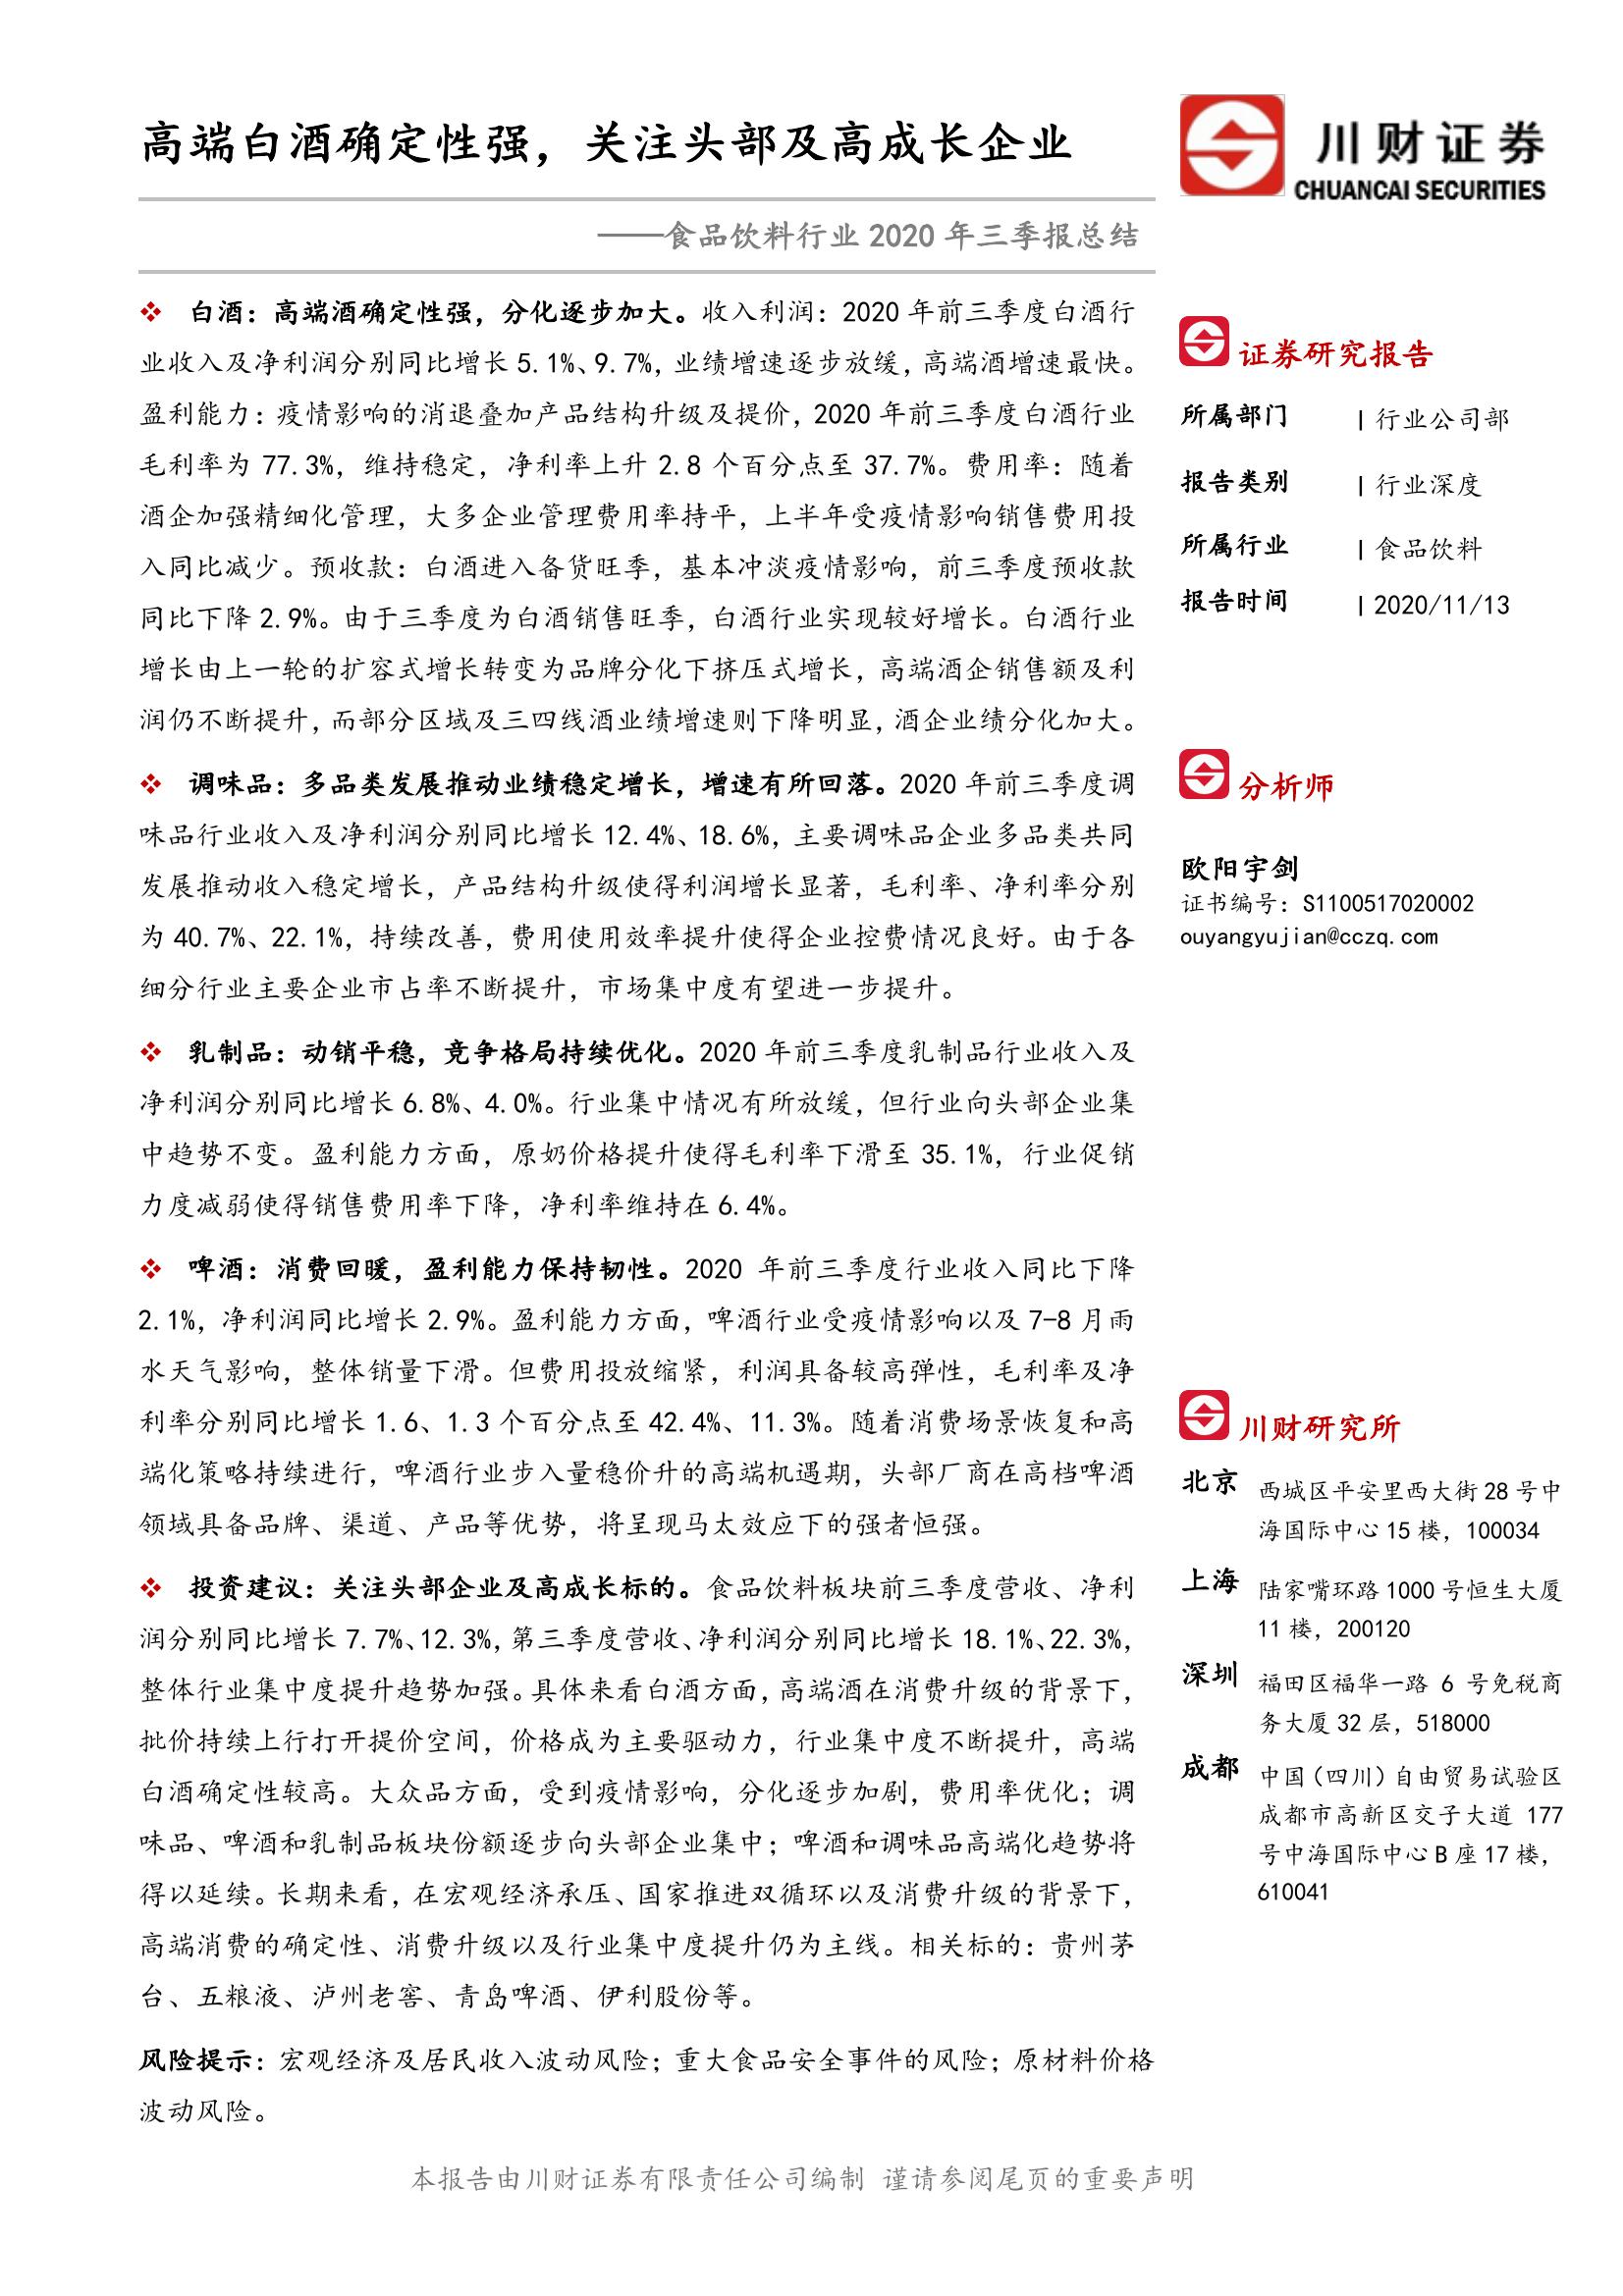 高端白酒确定性强，关注头部及高成长企业
——食品饮料行业 2020 年三季报总结
❖ 白酒：高端酒确定性强，分化逐步加大。收入利润：2020 年前三季度白酒行
业收入及净利润分别同比增长 5.1%、9.7%，业绩增速逐步放缓，高端酒增速最快。
盈利能力：疫情影响的消退叠加产品结构升级及提价，2020 年前三季度白酒行业
毛利率为 77.3%，维持稳定，净利率上升 2.8 个百分点至 37.7%。费用率：随着
酒企加强精细化管理，大多企业管理费用率持平，上半年受疫情影响销售费用投
入同比减少。预收款：白酒进入备货旺季，基本冲淡疫情影响，前三季度预收款
同比下降 2.9%。由于三季度为白酒销售旺季，白酒行业实现较好增长。白酒行业
增长由上一轮的扩容式增长转变为品牌分化下挤压式增长，高端酒企销售额及利
润仍不断提升，而部分区域及三四线酒业绩增速则下降明显，酒企业绩分化加大。
❖ 调味品：多品类发展推动业绩稳定增长，增速有所回落。2020 年前三季度调
味品行业收入及净利润分别同比增长 12.4%、18.6%，主要调味品企业多品类共同
发展推动收入稳定增长，产品结构升级使得利润增长显著，毛利率、净利率分别
为 40.7%、22.1%，持续改善，费用使用效率提升使得企业控费情况良好。由于各
细分行业主要企业市占率不断提升，市场集中度有望进一步提升。
❖ 乳制品：动销平稳，竞争格局持续优化。2020 年前三季度乳制品行业收入及
净利润分别同比增长 6.8%、4.0%。行业集中情况有所放缓，但行业向头部企业集
中趋势不变。盈利能力方面，原奶价格提升使得毛利率下滑至 35.1%，行业促销
力度减弱使得销售费用率下降，净利率维持在 6.4%。
❖ 啤酒：消费回暖，盈利能力保持韧性。2020 年前三季度行业收入同比下降
2.1%，净利润同比增长 2.9%。盈利能力方面，啤酒行业受疫情影响以及 7-8 月雨
水天气影响，整体销量下滑。但费用投放缩紧，利润具备较高弹性，毛利率及净
利率分别同比增长 1.6、1.3 个百分点至 42.4%、11.3%。随着消费场景恢复和高
端化策略持续进行，啤酒行业步入量稳价升的高端机遇期，头部厂商在高档啤酒
领域具备品牌、渠道、产品等优势，将呈现马太效应下的强者恒强。
❖ 投资建议：关注头部企业及高成长标的。食品饮料板块前三季度营收、净利
润分别同比增长 7.7%、12.3%，第三季度营收、净利润分别同比增长 18.1%、22.3%，
整体行业集中度提升趋势加强。具体来看白酒方面，高端酒在消费升级的背景下，
批价持续上行打开提价空间，价格成为主要驱动力，行业集中度不断提升，高端
白酒确定性较高。大众品方面，受到疫情影响，分化逐步加剧，费用率优化；调
味品、啤酒和乳制品板块份额逐步向头部企业集中；啤酒和调味品高端化趋势将
得以延续。长期来看，在宏观经济承压、国家推进双循环以及消费升级的背景下，
高端消费的确定性、消费升级以及行业集中度提升仍为主线。相关标的：贵州茅
台、五粮液、泸州老窖、青岛啤酒、伊利股份等。
风险提示：宏观经济及居民收入波动风险；重大食品安全事件的风险；原材料价格
波动风险。
川财证券
CHUANCAI SECURITIES
证券研究报告
所属部门 | 行业公司部
报告类别 | 行业深度
所属行业 | 食品饮料
报告时间 | 2020/11/13
分析师
欧阳宇剑
证书编号：S1100517020002
ouyangyujian@cczq.com
川财研究所
北京 西城区平安里西大街 28 号中
海国际中心 15 楼，100034
上海 陆家嘴环路 1000 号恒生大厦
11 楼，200120
深圳 福田区福华一路 6 号免税商
务大厦 32 层，518000
成都 中国（四川）自由贸易试验区
成都市高新区交子大道 177
号中海国际中心 B 座 17 楼，
610041
本报告由川财证券有限责任公司编制 谨请参阅尾页的重要声明